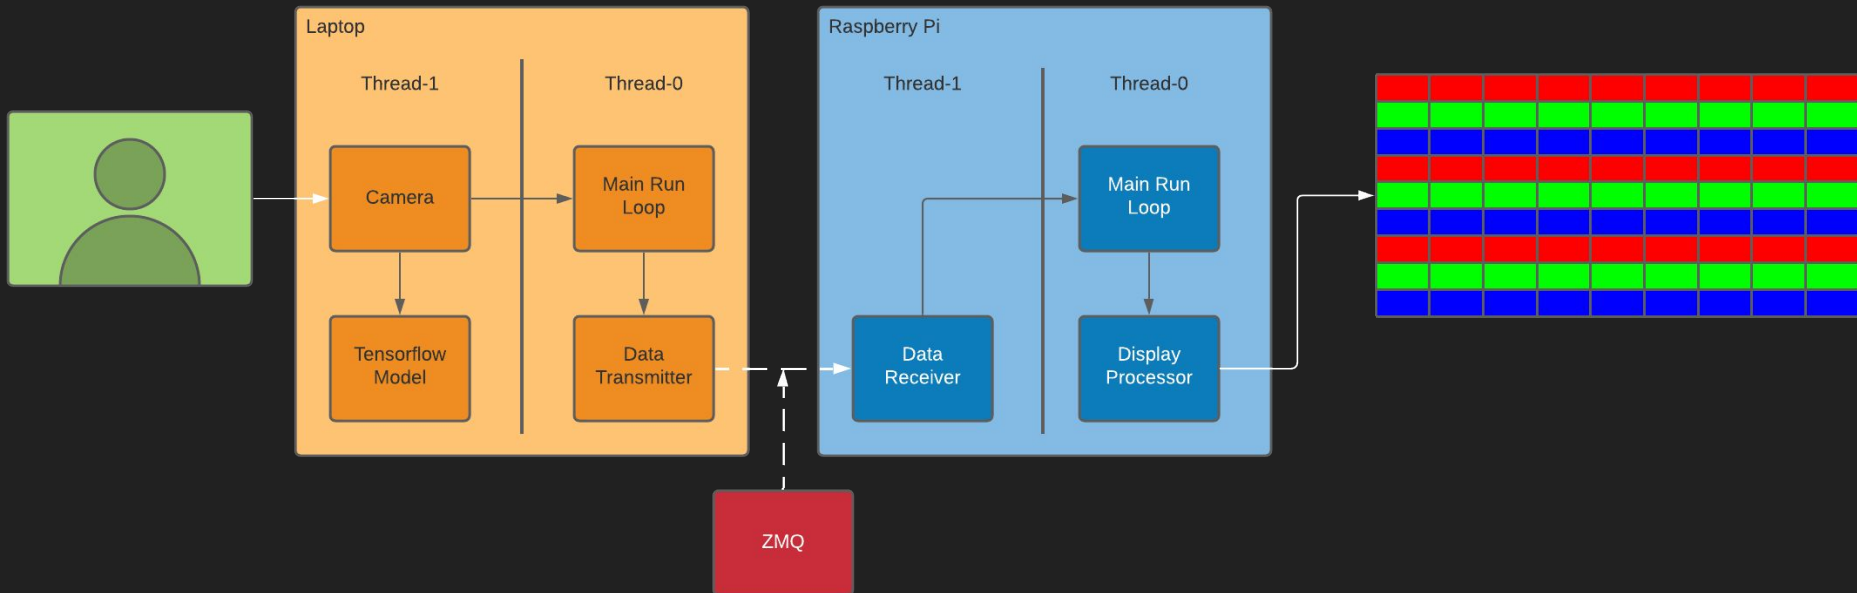 Laptop
Thread-1
Thread-0
Camera
Main Run
Loop
Tensorflow
Model
Data
Transmitter
Raspberry Pi
Thread-1
Thread-0
Main Run
Loop
Data
Receiver
Display
Processor
ZMQ